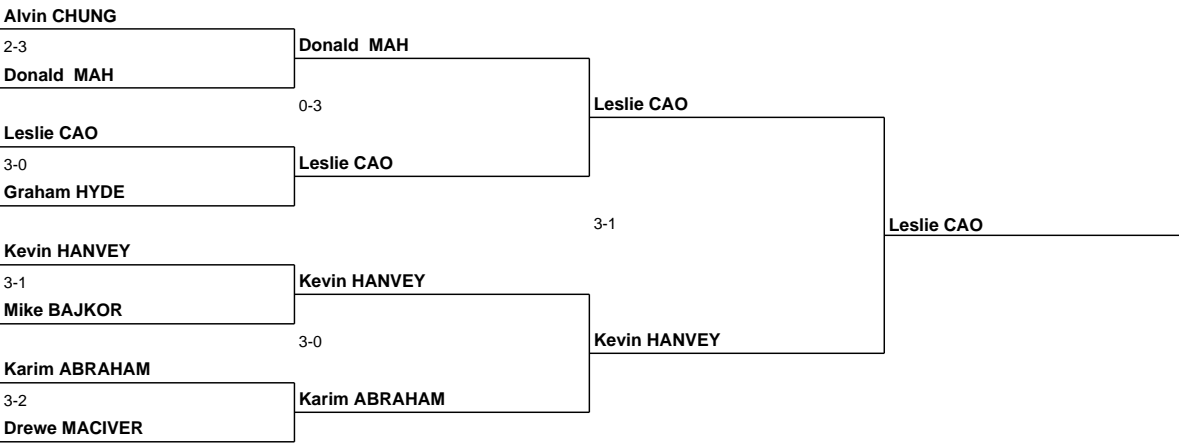 Alvin CHUNG
2-3
Donald  MAH
Donald  MAH
0-3
Leslie CAO
Leslie CAO
3-0
Leslie CAO
Graham HYDE
3-1
Leslie CAO
Kevin HANVEY
3-1
Kevin HANVEY
Mike BAJKOR
3-0
Kevin HANVEY
Karim ABRAHAM
3-2
Karim ABRAHAM
Drewe MACIVER